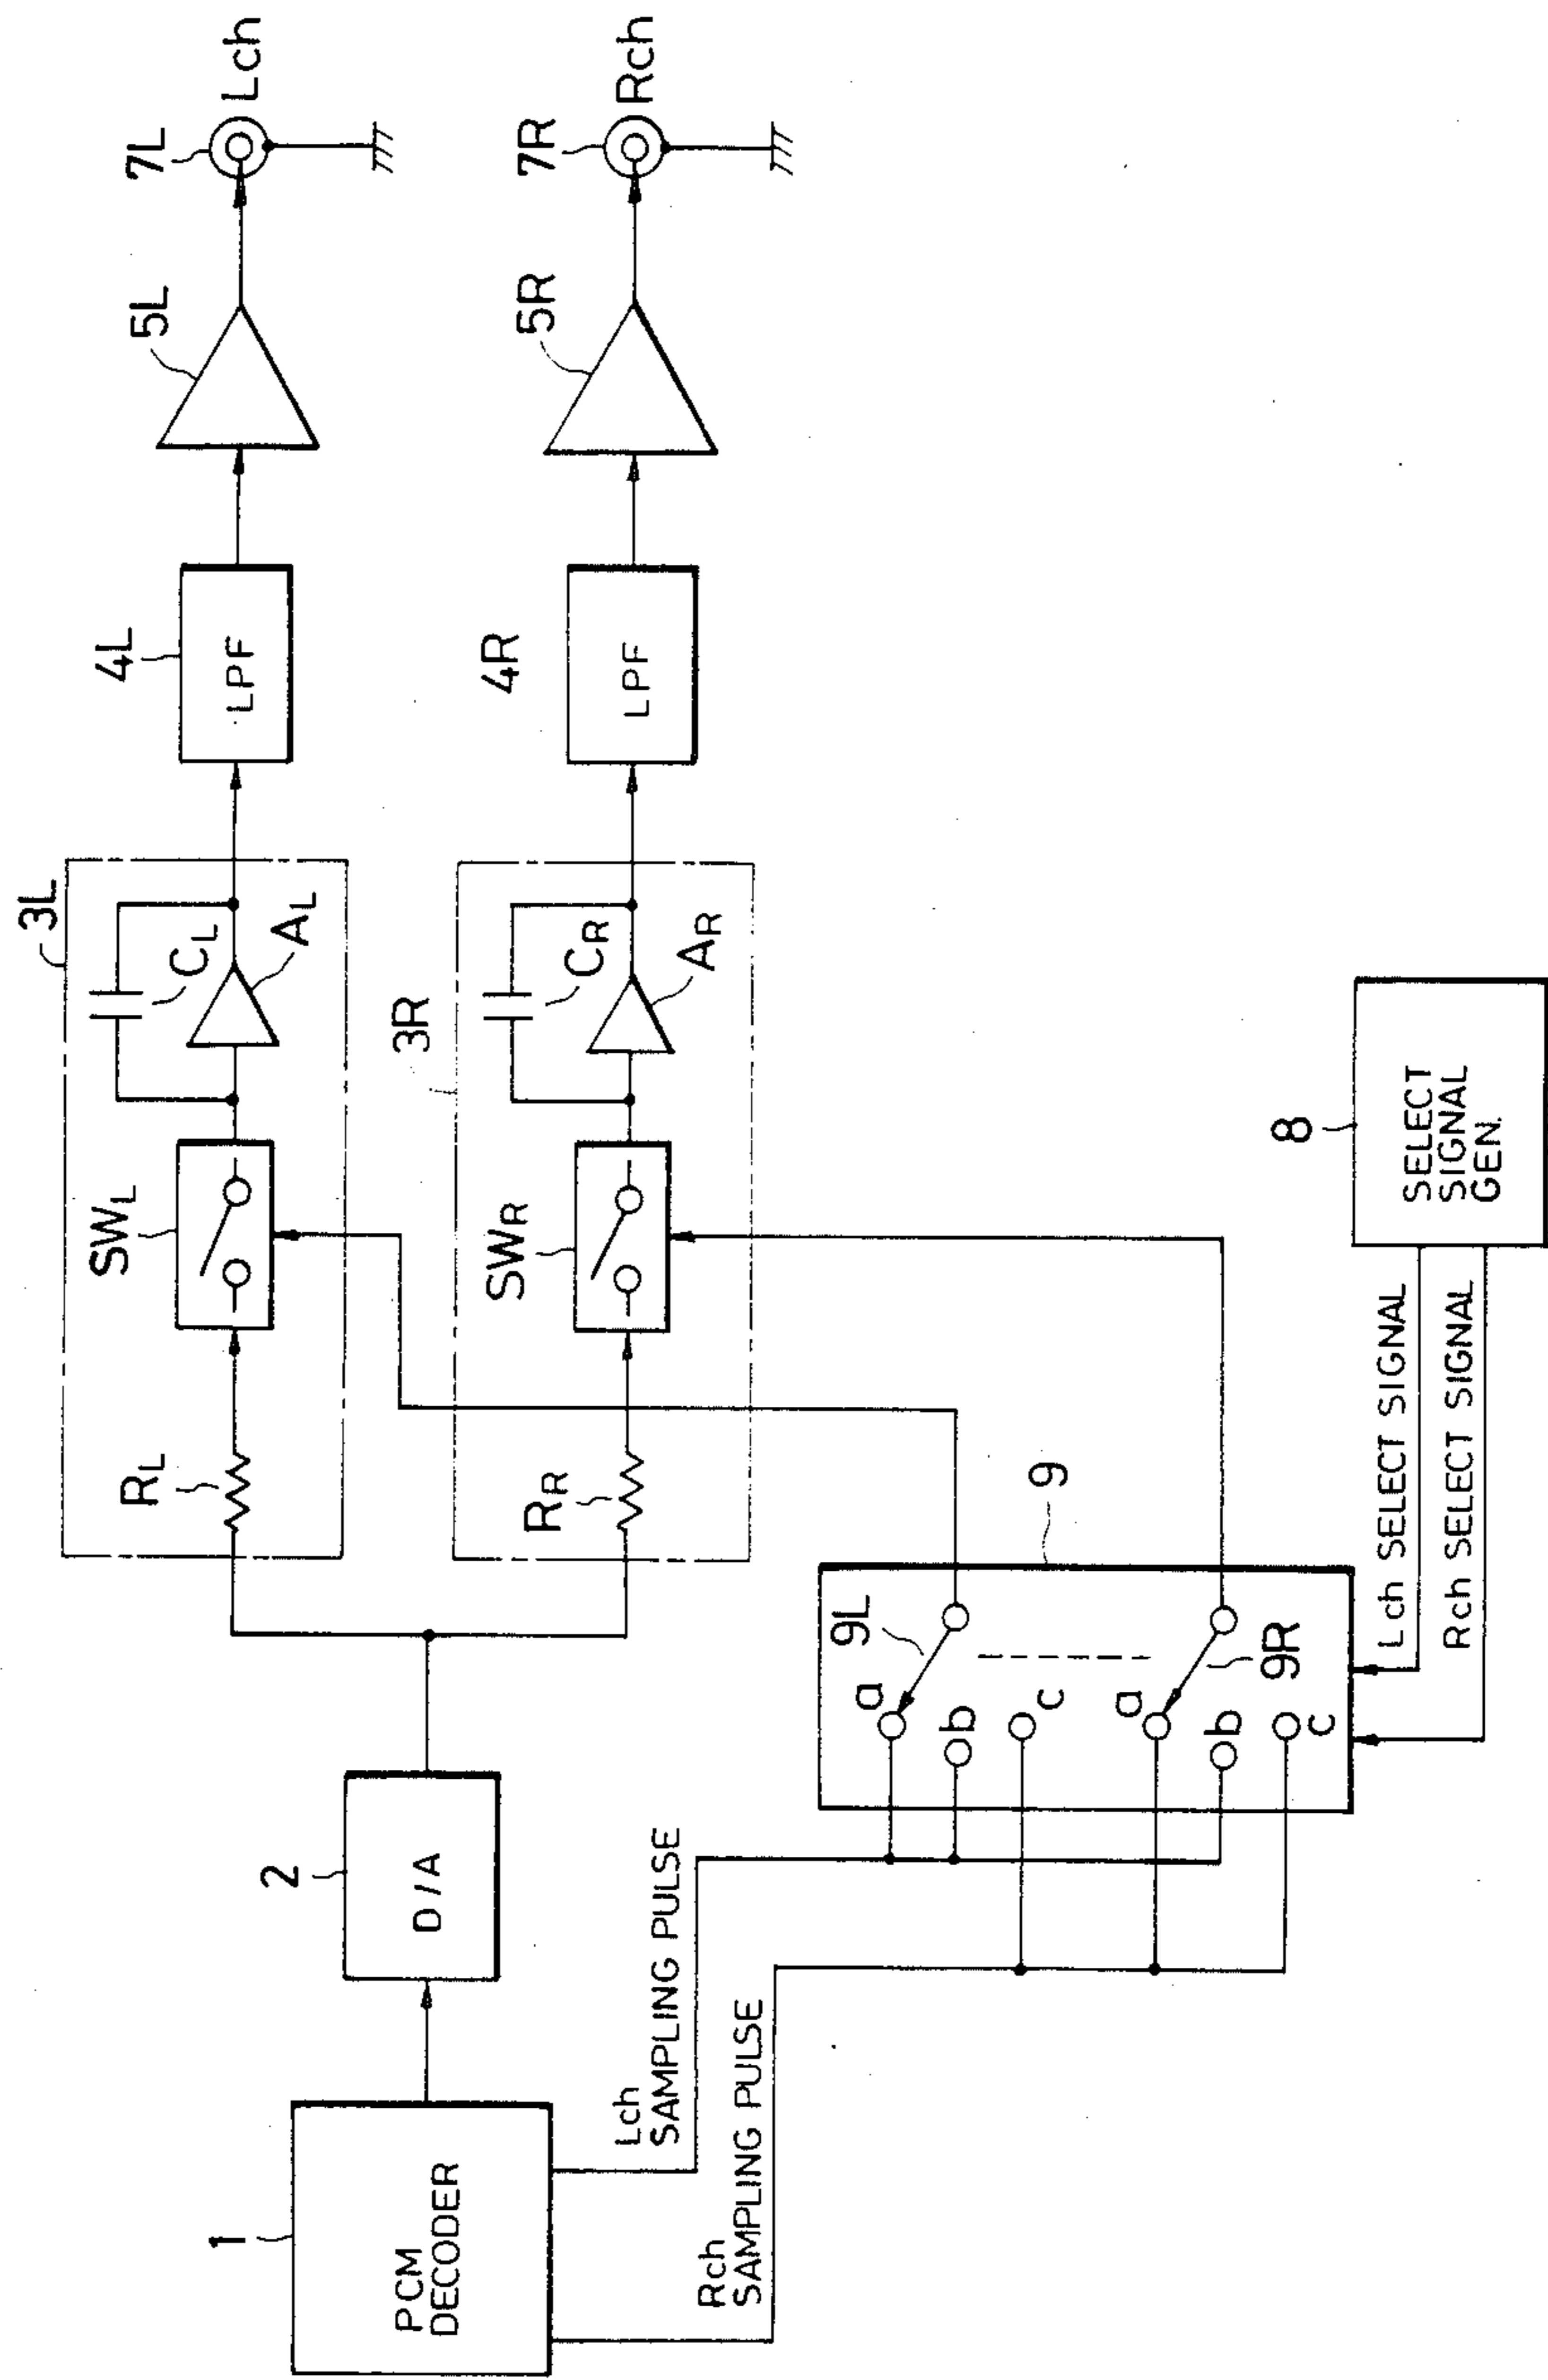 1
PCM
DECODER
2
D/A
Lch
SAMPLING PULSE
Rch
SAMPLING PULSE
3L
RL
SWL
CL
AL
4L
LPF
5L
7L
Lch
3R
RR
SWR
CR
AR
4R
LPF
5R
7R
Rch
9
9L
a
b
c
9R
a
b
c
8
SELECT
SIGNAL
GEN.
Lch SELECT SIGNAL
Rch SELECT SIGNAL